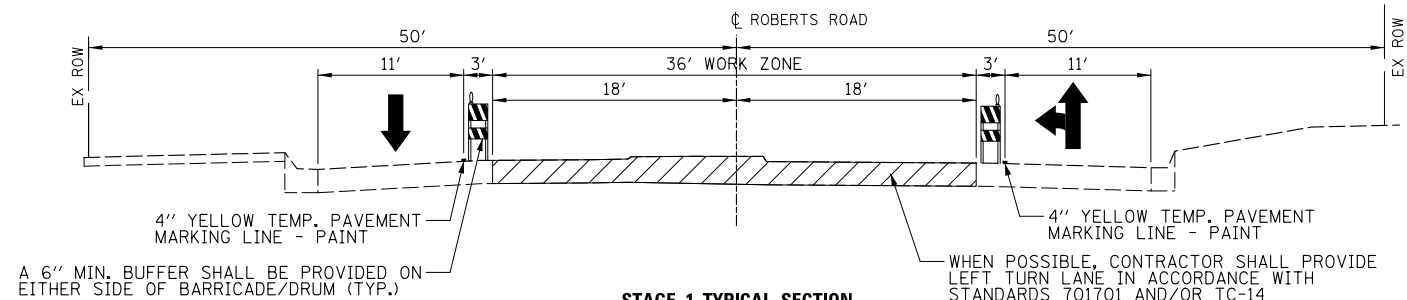 ℄ ROBERTS ROAD
EX ROW
50'
50'
EX ROW
11'
3'
36' WORK ZONE
3'
11'
18'
18'
4" YELLOW TEMP. PAVEMENT
MARKING LINE - PAINT
4" YELLOW TEMP. PAVEMENT
MARKING LINE - PAINT
A 6" MIN. BUFFER SHALL BE PROVIDED ON
EITHER SIDE OF BARRICADE/DRUM (TYP.)
WHEN POSSIBLE, CONTRACTOR SHALL PROVIDE
LEFT TURN LANE IN ACCORDANCE WITH
STANDARDS 701701 AND/OR TC-14
STAGE 1 TYPICAL SECTION